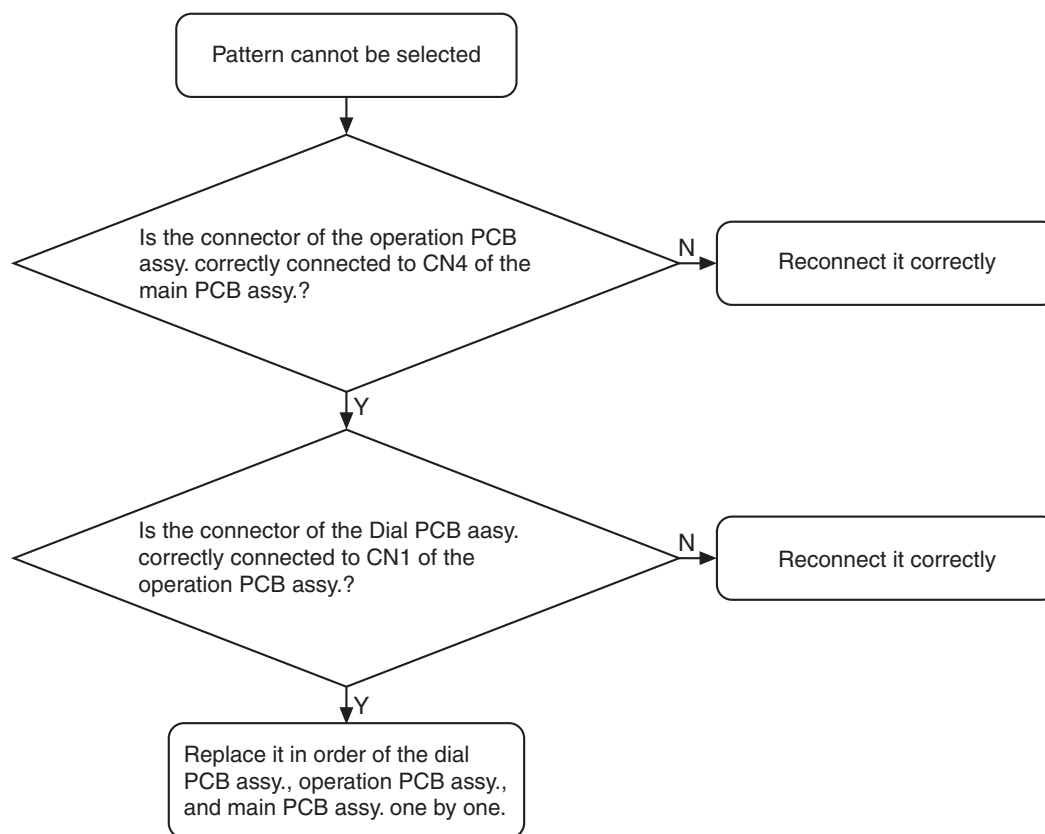 Pattern cannot be selected
Is the connector of the operation PCB
assy. correctly connected to CN4 of the
main PCB assy.?
N
Reconnect it correctly
Y
Is the connector of the Dial PCB aasy.
correctly connected to CN1 of the
operation PCB assy.?
N
Reconnect it correctly
Y
Replace it in order of the dial
PCB assy., operation PCB assy.,
and main PCB assy. one by one.